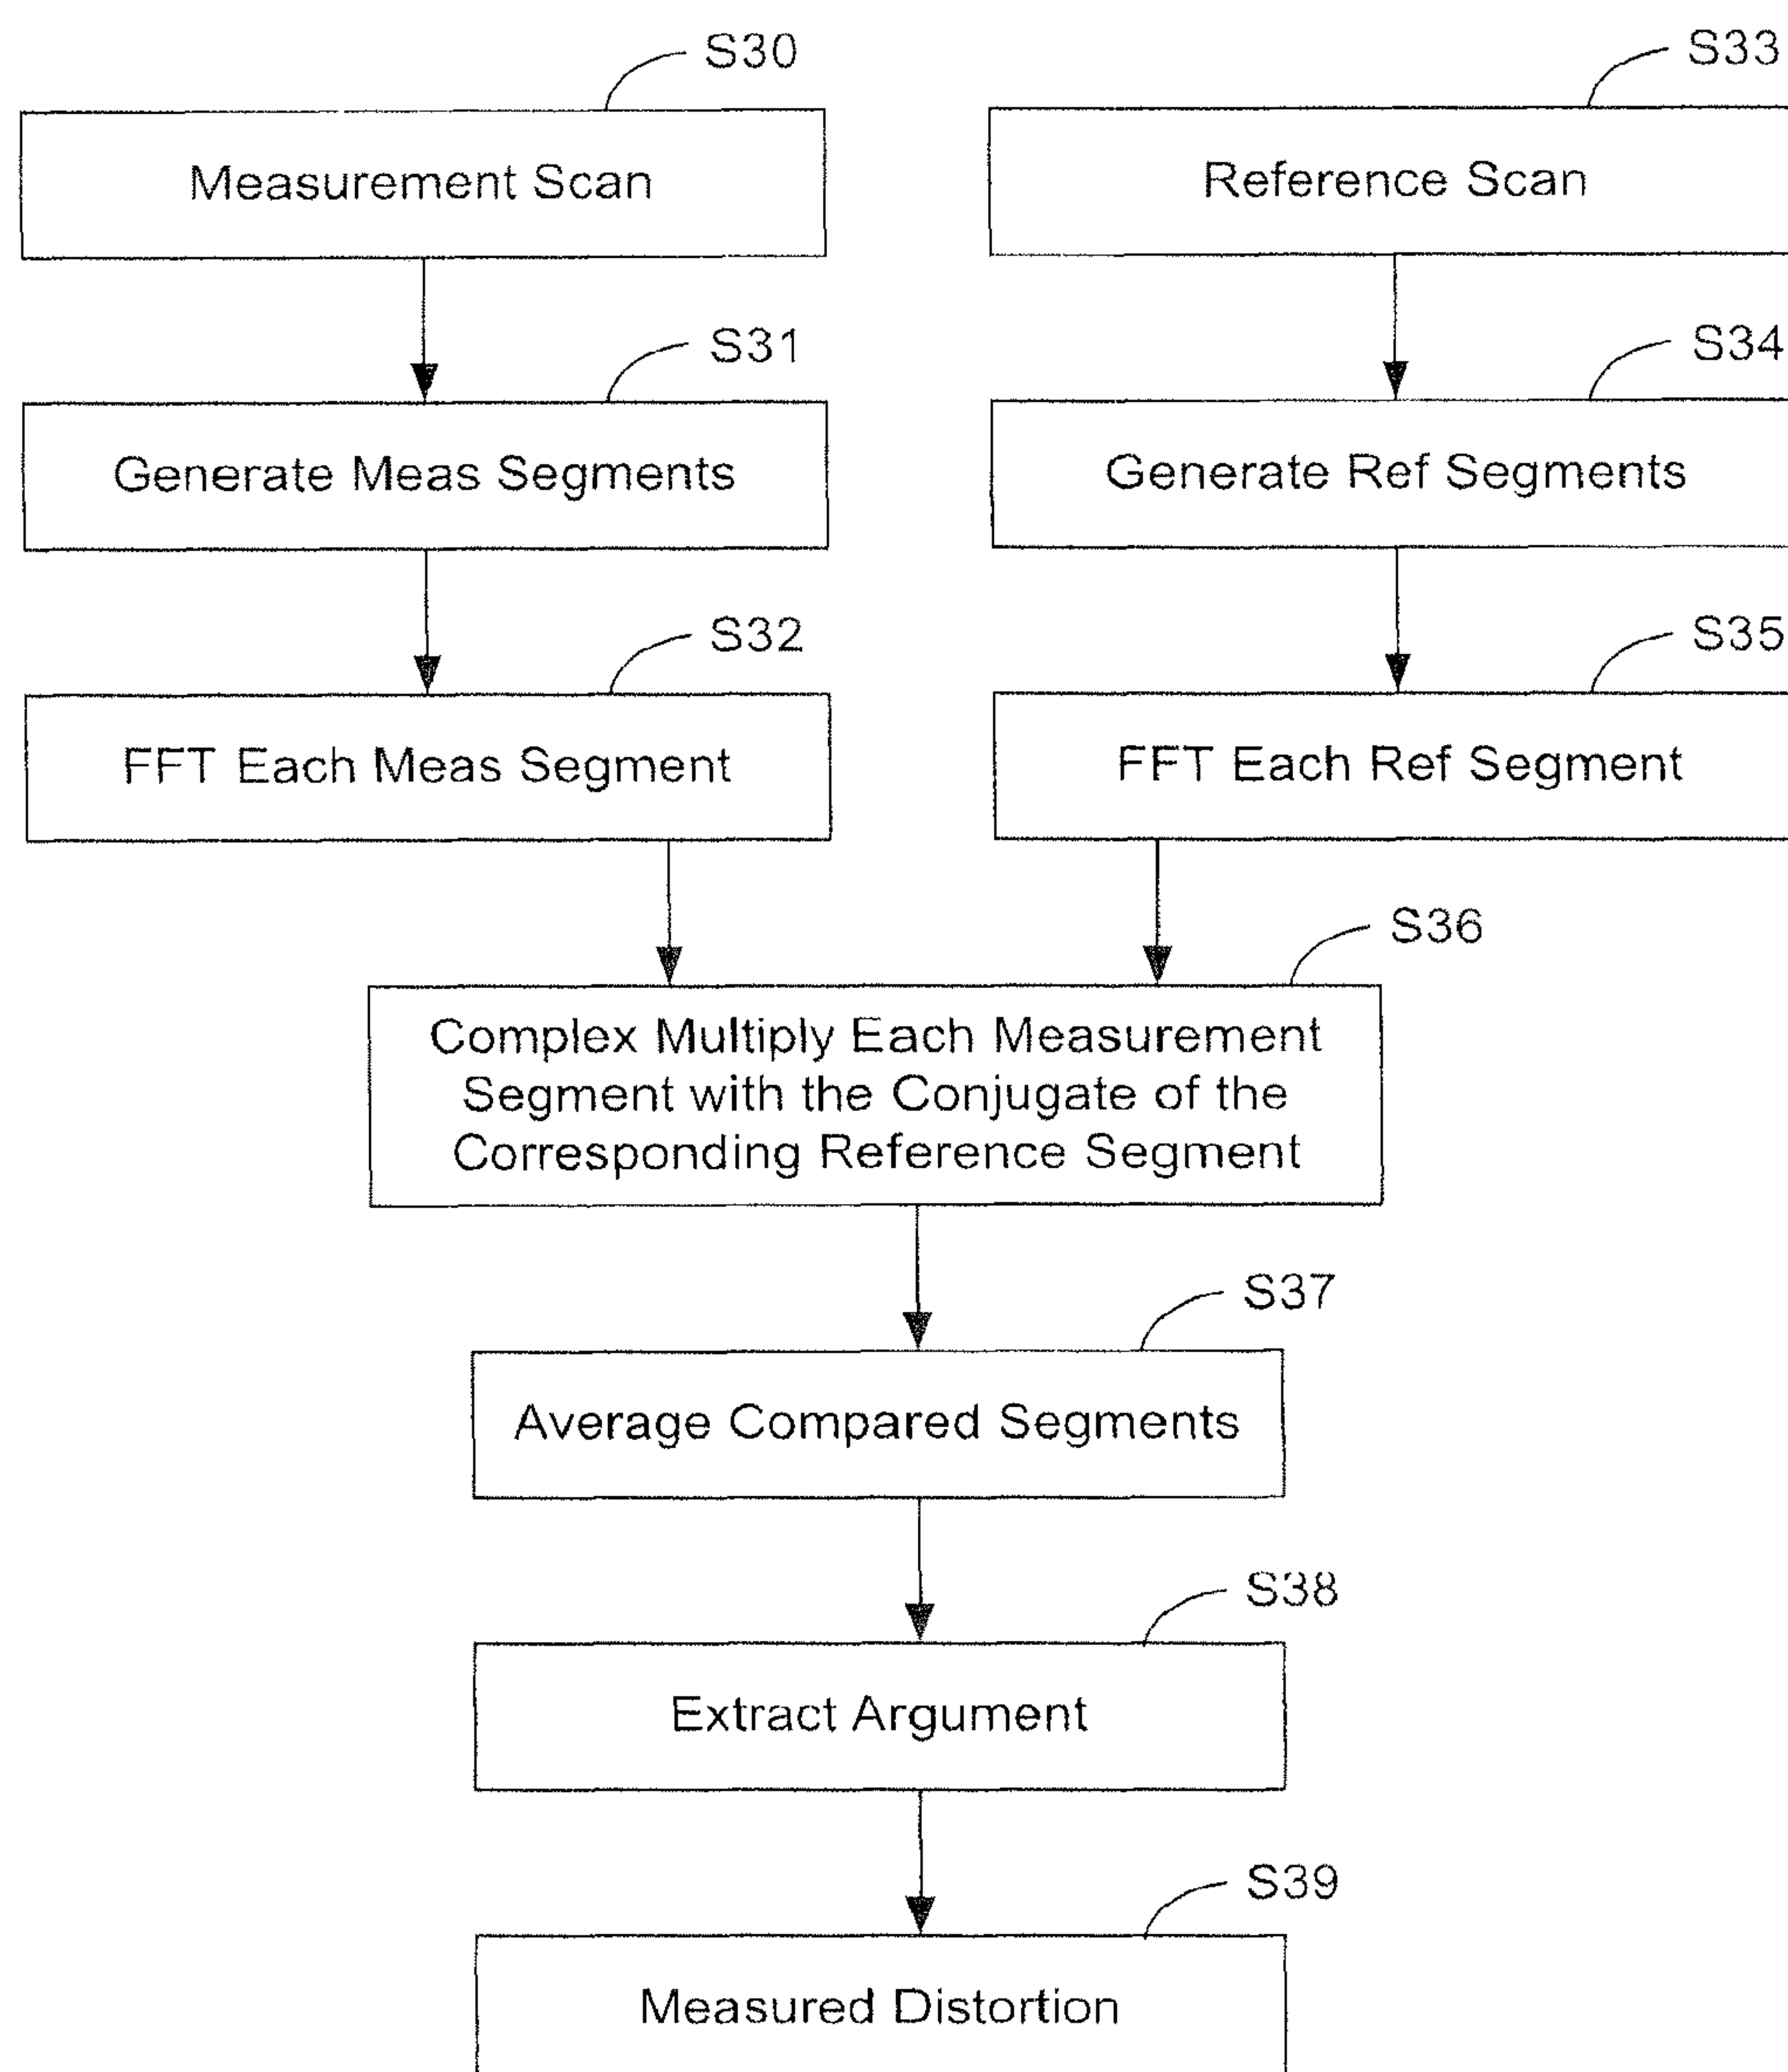 S30
S33
Measurement Scan
Reference Scan
S31
S34
Generate Meas Segments
Generate Ref Segments
S32
S35
FFT Each Meas Segment
FFT Each Ref Segment
S36
Complex Multiply Each Measurement
Segment with the Conjugate of the
Corresponding Reference Segment
S37
Average Compared Segments
S38
Extract Argument
S39
Measured Distortion